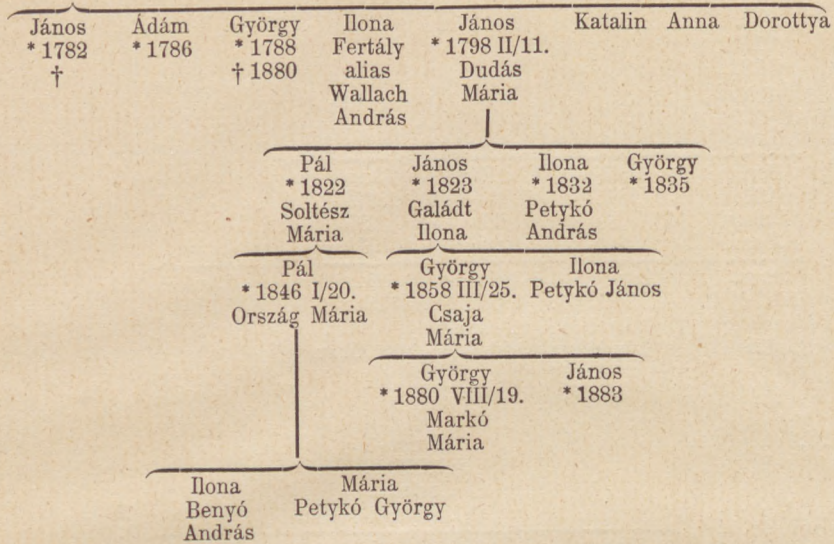 János Ádám György Ilona János Katalin Anna Dorottya
* 1782 * 1786 * 1788 Fertály * 1798 II/11.
† † 1880 alias Dudás
Wallach Mária
András
Pál János Ilona György
* 1822 * 1823 * 1832 * 1835
Soltész Galádt Petykó
Mária Ilona András
Pál György Ilona
* 1846 I/20. * 1858 III/25. Petykó János
Ország Mária Csaja
Mária
György János
* 1880 VIII/19. * 1883
Markó
Mária
Ilona Mária
Benyó Petykó György
András